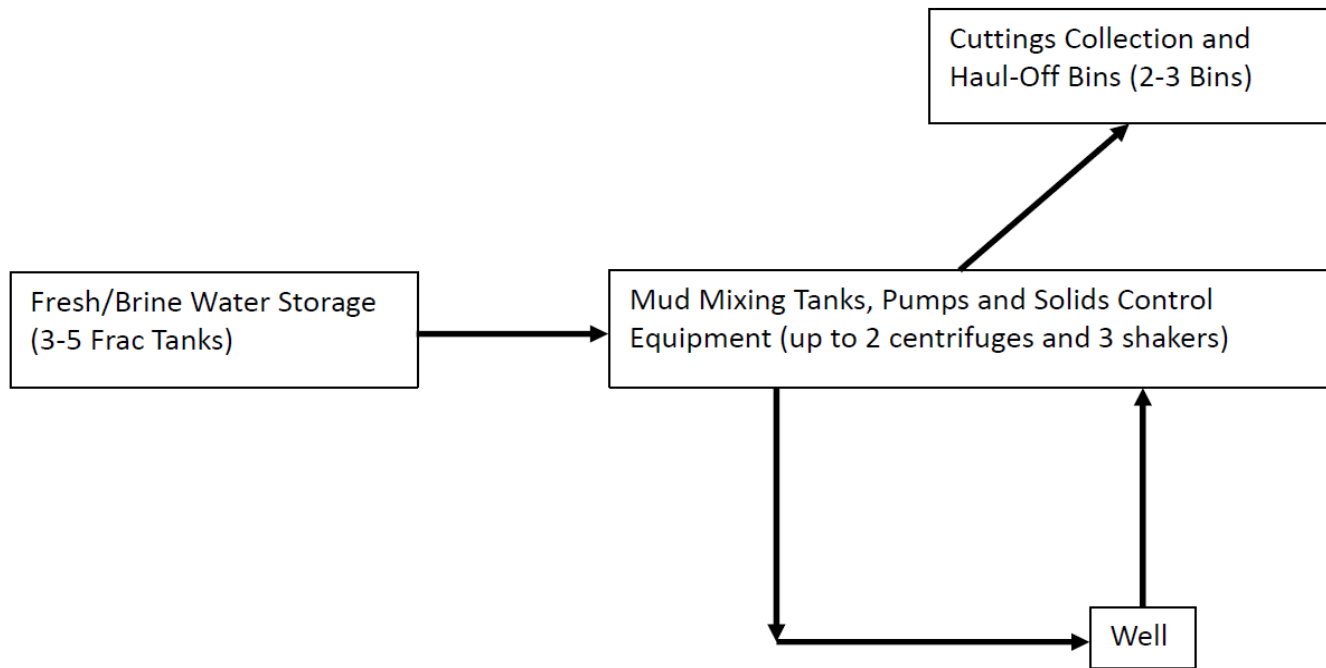 Cuttings Collection and
Haul-Off Bins (2-3 Bins)
Fresh/Brine Water Storage
(3-5 Frac Tanks)
Mud Mixing Tanks, Pumps and Solids Control
Equipment (up to 2 centrifuges and 3 shakers)
Well